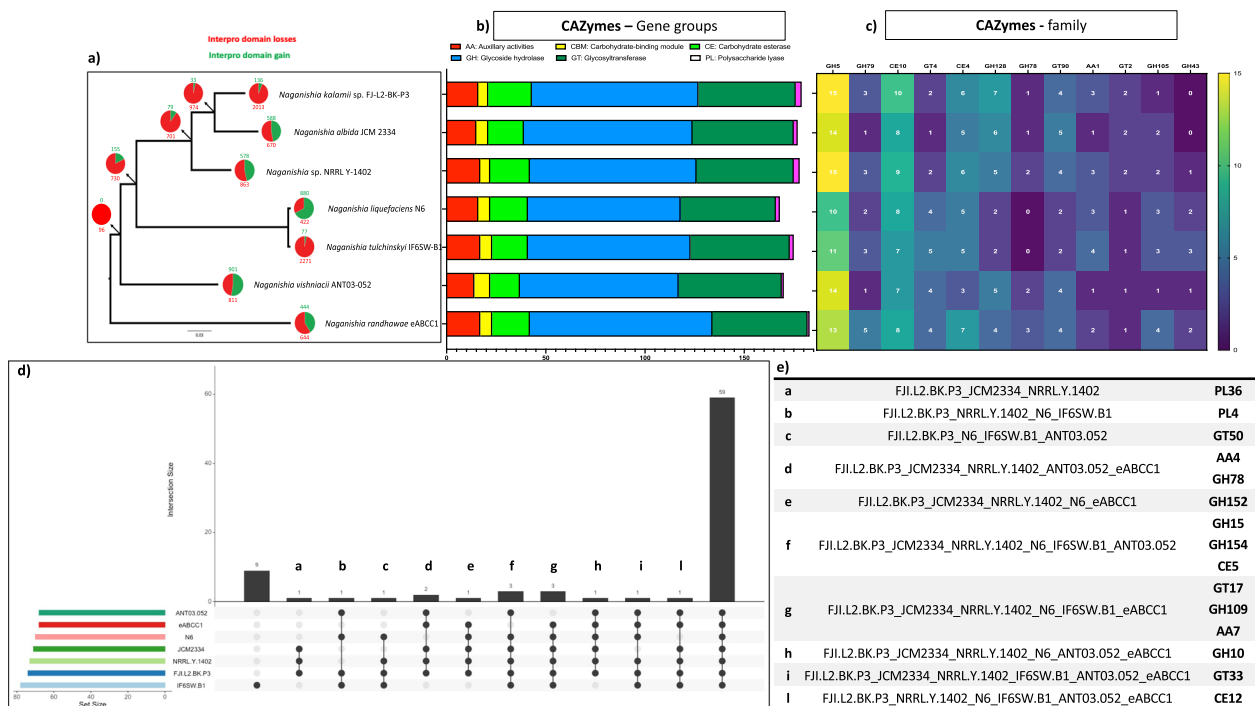 Interpro domain losses
Interpro domain gain
a)
33
974
136
2013
Naganishia kalamii sp. FJ-L2-BK-P3
79
701
588
670
Naganishia albida JCM 2334
155
730
578
863
Naganishia sp. NRRL Y-1402
0
96
880
422
Naganishia liquefaciens N6
77
2271
Naganishia tulchinskyi IF6SW-B1
901
811
Naganishia vishniacii ANT03-052
444
644
Naganishia randhawae eABCC1
0.03
b)
CAZymes – Gene groups
AA: Auxiliary activities
CBM: Carbohydrate-binding module
CE: Carbohydrate esterase
GH: Glycoside hydrolase
GT: Glycosyltransferase
PL: Polysaccharide lyase
0 50 100 150
c)
CAZymes - family
GH5 GH79 CE10 GT4 CE4 GH128 GH78 GT90 AA1 GT2 GH105 GH43
15 3 10 2 6 7 1 4 3 2 1 0
14 1 8 1 5 6 1 5 1 2 2 0
15 3 9 2 6 5 2 4 3 2 2 1
10 2 8 4 5 2 0 2 3 1 3 2
11 3 7 5 5 2 0 2 4 1 3 3
14 1 7 4 3 5 2 4 1 1 1 1
13 5 8 4 7 4 3 4 2 1 4 2
15
10
5
0
d)
Intersection Size
60
40
20
0
9 1 1 1 2 1 3 3 1 1 1 59
a b c d e f g h i l
ANT03.052
eABCC1
N6
JCM2334
NRRL.Y.1402
FJI.L2.BK.P3
IF6SW.B1
80 60 40 20 0
Set Size
e)
a FJI.L2.BK.P3_JCM2334_NRRL.Y.1402 PL36
b FJI.L2.BK.P3_NRRL.Y.1402_N6_IF6SW.B1 PL4
c FJI.L2.BK.P3_N6_IF6SW.B1_ANT03.052 GT50
d FJI.L2.BK.P3_JCM2334_NRRL.Y.1402_ANT03.052_eABCC1 AA4
GH78
e FJI.L2.BK.P3_JCM2334_NRRL.Y.1402_N6_eABCC1 GH152
f FJI.L2.BK.P3_JCM2334_NRRL.Y.1402_N6_IF6SW.B1_ANT03.052 GH15
GH154
CE5
g FJI.L2.BK.P3_JCM2334_NRRL.Y.1402_N6_IF6SW.B1_eABCC1 GT17
GH109
AA7
h FJI.L2.BK.P3_JCM2334_NRRL.Y.1402_N6_ANT03.052_eABCC1 GH10
i FJI.L2.BK.P3_JCM2334_NRRL.Y.1402_IF6SW.B1_ANT03.052_eABCC1 GT33
l FJI.L2.BK.P3_NRRL.Y.1402_N6_IF6SW.B1_ANT03.052_eABCC1 CE12